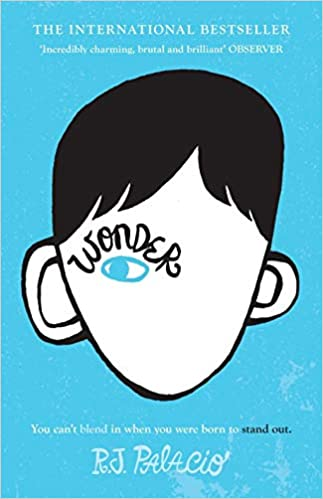 THE INTERNATIONAL BESTSELLER
'Incredibly charming, brutal and brilliant' OBSERVER
WONDER
You can't blend in when you were born to stand out.
R.J. PALACIO